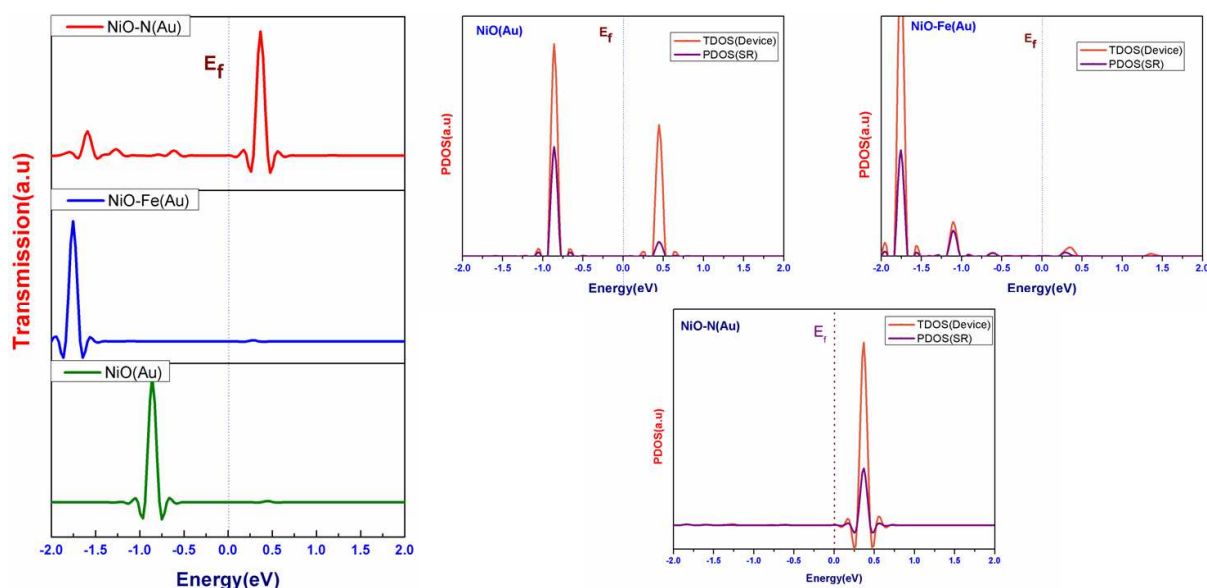 NiO-N(Au)
E_f
NiO-Fe(Au)
NiO(Au)
Transmission(a.u)
-2.0 -1.5 -1.0 -0.5 0.0 0.5 1.0 1.5 2.0
Energy(eV)
NiO(Au)
E_f
TDOS(Device)
PDOS(SR)
PDOS(a.u)
-2.0 -1.5 -1.0 -0.5 0.0 0.5 1.0 1.5 2.0
Energy(eV)
NiO-Fe(Au)
E_f
TDOS(Device)
PDOS(SR)
PDOS(a.u)
-2.0 -1.5 -1.0 -0.5 0.0 0.5 1.0 1.5 2.0
Energy(eV)
NiO-N(Au)
E_f
TDOS(Device)
PDOS(SR)
PDOS(a.u)
-2.0 -1.5 -1.0 -0.5 0.0 0.5 1.0 1.5 2.0
Energy(eV)